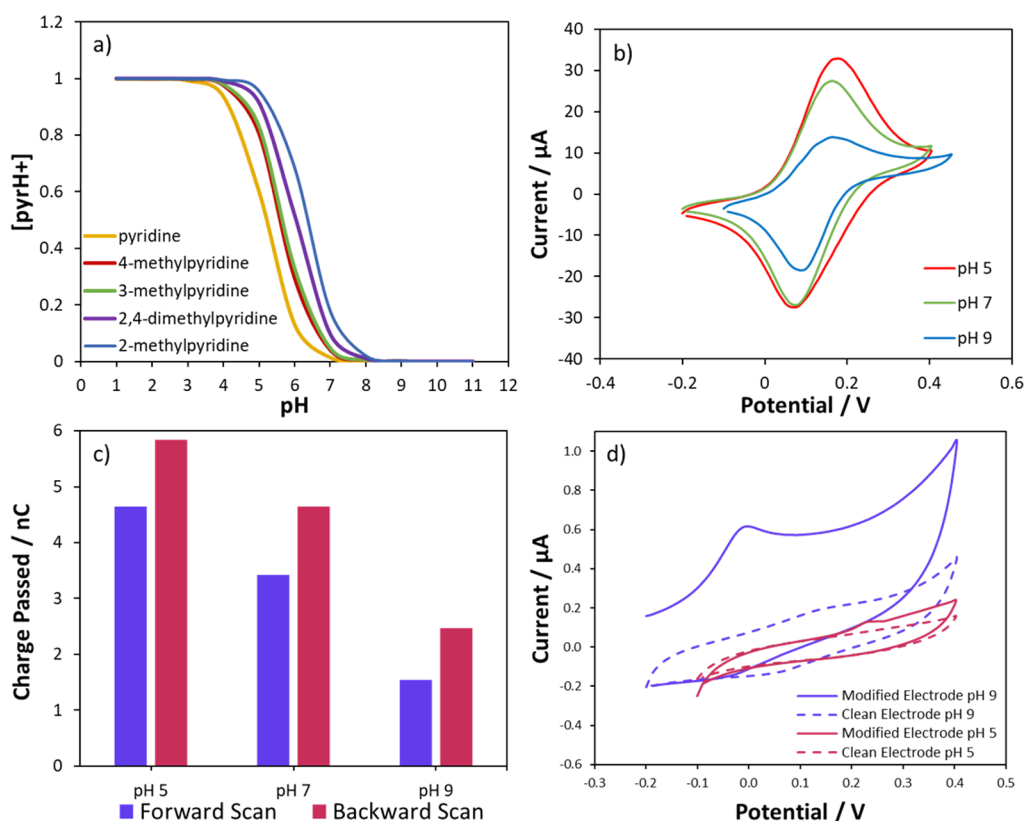 a)
[pyrH+]
1.2
1
0.8
0.6
0.4
0.2
0
pyridine
4-methylpyridine
3-methylpyridine
2,4-dimethylpyridine
2-methylpyridine
0 1 2 3 4 5 6 7 8 9 10 11 12
pH
b)
Current / µA
40
30
20
10
0
-10
-20
-30
-40
pH 5
pH 7
pH 9
-0.4 -0.2 0 0.2 0.4 0.6
Potential / V
c)
Charge Passed / nC
6
5
4
3
2
1
0
pH 5 pH 7 pH 9
Forward Scan Backward Scan
d)
Current / µA
1.0
0.8
0.6
0.4
0.2
0.0
-0.2
-0.4
-0.6
Modified Electrode pH 9
Clean Electrode pH 9
Modified Electrode pH 5
Clean Electrode pH 5
-0.3 -0.2 -0.1 0.0 0.1 0.2 0.3 0.4 0.5
Potential / V